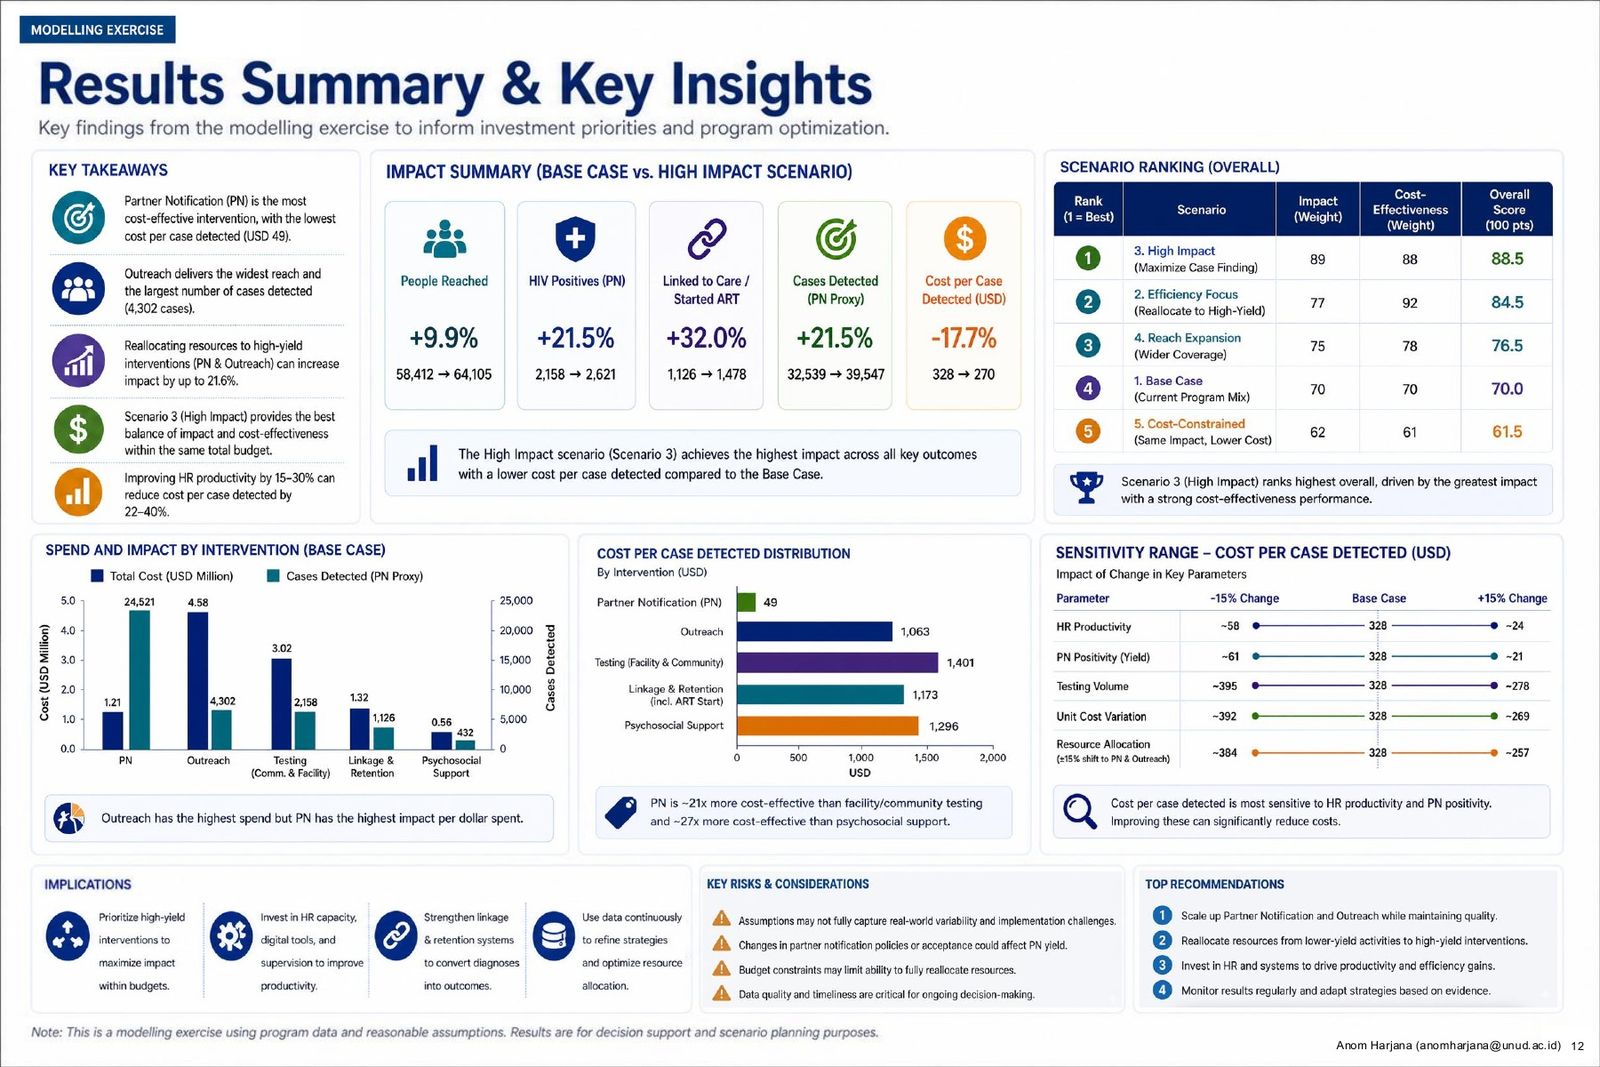 MODELLING EXERCISE
Results Summary & Key Insights
Key findings from the modelling exercise to inform investment priorities and program optimization.
KEY TAKEAWAYS
Partner Notification (PN) is the most
cost-effective intervention, with the lowest
cost per case detected (USD 49).
Outreach delivers the widest reach and
the largest number of cases detected
(4,302 cases).
Reallocating resources to high-yield
interventions (PN & Outreach) can increase
impact by up to 21.6%.
Scenario 3 (High Impact) provides the best
balance of impact and cost-effectiveness
within the same total budget.
Improving HR productivity by 15–30% can
reduce cost per case detected by
22–40%.
IMPACT SUMMARY (BASE CASE vs. HIGH IMPACT SCENARIO)
People Reached
+9.9%
58,412 → 64,105
HIV Positives (PN)
+21.5%
2,158 → 2,621
Linked to Care /
Started ART
+32.0%
1,126 → 1,478
Cases Detected
(PN Proxy)
+21.5%
32,539 → 39,547
Cost per Case
Detected (USD)
-17.7%
328 → 270
The High Impact scenario (Scenario 3) achieves the highest impact across all key outcomes
with a lower cost per case detected compared to the Base Case.
SCENARIO RANKING (OVERALL)
Rank
(1 = Best)
Scenario
Impact
(Weight)
Cost-
Effectiveness
(Weight)
Overall
Score
(100 pts)
1 3. High Impact
(Maximize Case Finding) 89 88 88.5
2 2. Efficiency Focus
(Reallocate to High-Yield) 77 92 84.5
3 4. Reach Expansion
(Wider Coverage) 75 78 76.5
4 1. Base Case
(Current Program Mix) 70 70 70.0
5 5. Cost-Constrained
(Same Impact, Lower Cost) 62 61 61.5
Scenario 3 (High Impact) ranks highest overall, driven by the greatest impact
with a strong cost-effectiveness performance.
SPEND AND IMPACT BY INTERVENTION (BASE CASE)
Total Cost (USD Million) Cases Detected (PN Proxy)
Cost (USD Million)
5.0
4.0
3.0
2.0
1.0
0.0
1.21 24,521
4.58 4,302
3.02 2,158
1.32 1,126
0.56 432
25,000
20,000
15,000
10,000
5,000
0
Cases Detected
PN
Outreach
Testing
(Comm. & Facility)
Linkage &
Retention
Psychosocial
Support
Outreach has the highest spend but PN has the highest impact per dollar spent.
COST PER CASE DETECTED DISTRIBUTION
By Intervention (USD)
Partner Notification (PN) 49
Outreach 1,063
Testing (Facility & Community) 1,401
Linkage & Retention
(incl. ART Start) 1,173
Psychosocial Support 1,296
0 500 1,000 1,500 2,000
USD
PN is ~21x more cost-effective than facility/community testing
and ~27x more cost-effective than psychosocial support.
SENSITIVITY RANGE – COST PER CASE DETECTED (USD)
Impact of Change in Key Parameters
Parameter -15% Change Base Case +15% Change
HR Productivity ~58 328 ~24
PN Positivity (Yield) ~61 328 ~21
Testing Volume ~395 328 ~278
Unit Cost Variation ~392 328 ~269
Resource Allocation
(±15% shift to PN & Outreach) ~384 328 ~257
Cost per case detected is most sensitive to HR productivity and PN positivity.
Improving these can significantly reduce costs.
IMPLICATIONS
Prioritize high-yield
interventions to
maximize impact
within budgets.
Invest in HR capacity,
digital tools, and
supervision to improve
productivity.
Strengthen linkage
& retention systems
to convert diagnoses
into outcomes.
Use data continuously
to refine strategies
and optimize resource
allocation.
KEY RISKS & CONSIDERATIONS
Assumptions may not fully capture real-world variability and implementation challenges.
Changes in partner notification policies or acceptance could affect PN yield.
Budget constraints may limit ability to fully reallocate resources.
Data quality and timeliness are critical for ongoing decision-making.
TOP RECOMMENDATIONS
1 Scale up Partner Notification and Outreach while maintaining quality.
2 Reallocate resources from lower-yield activities to high-yield interventions.
3 Invest in HR and systems to drive productivity and efficiency gains.
4 Monitor results regularly and adapt strategies based on evidence.
Note: This is a modelling exercise using program data and reasonable assumptions. Results are for decision support and scenario planning purposes.
Anom Harjana (anomharjana@unud.ac.id) 12